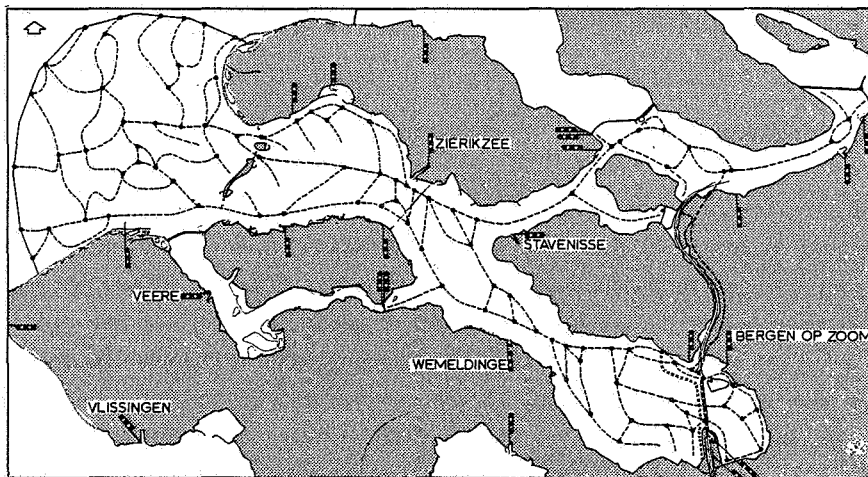 ZIERIKZEE
STAVENISSE
VEERE
BERGEN OP ZOOM
WEMELDINGE
VLISSINGEN